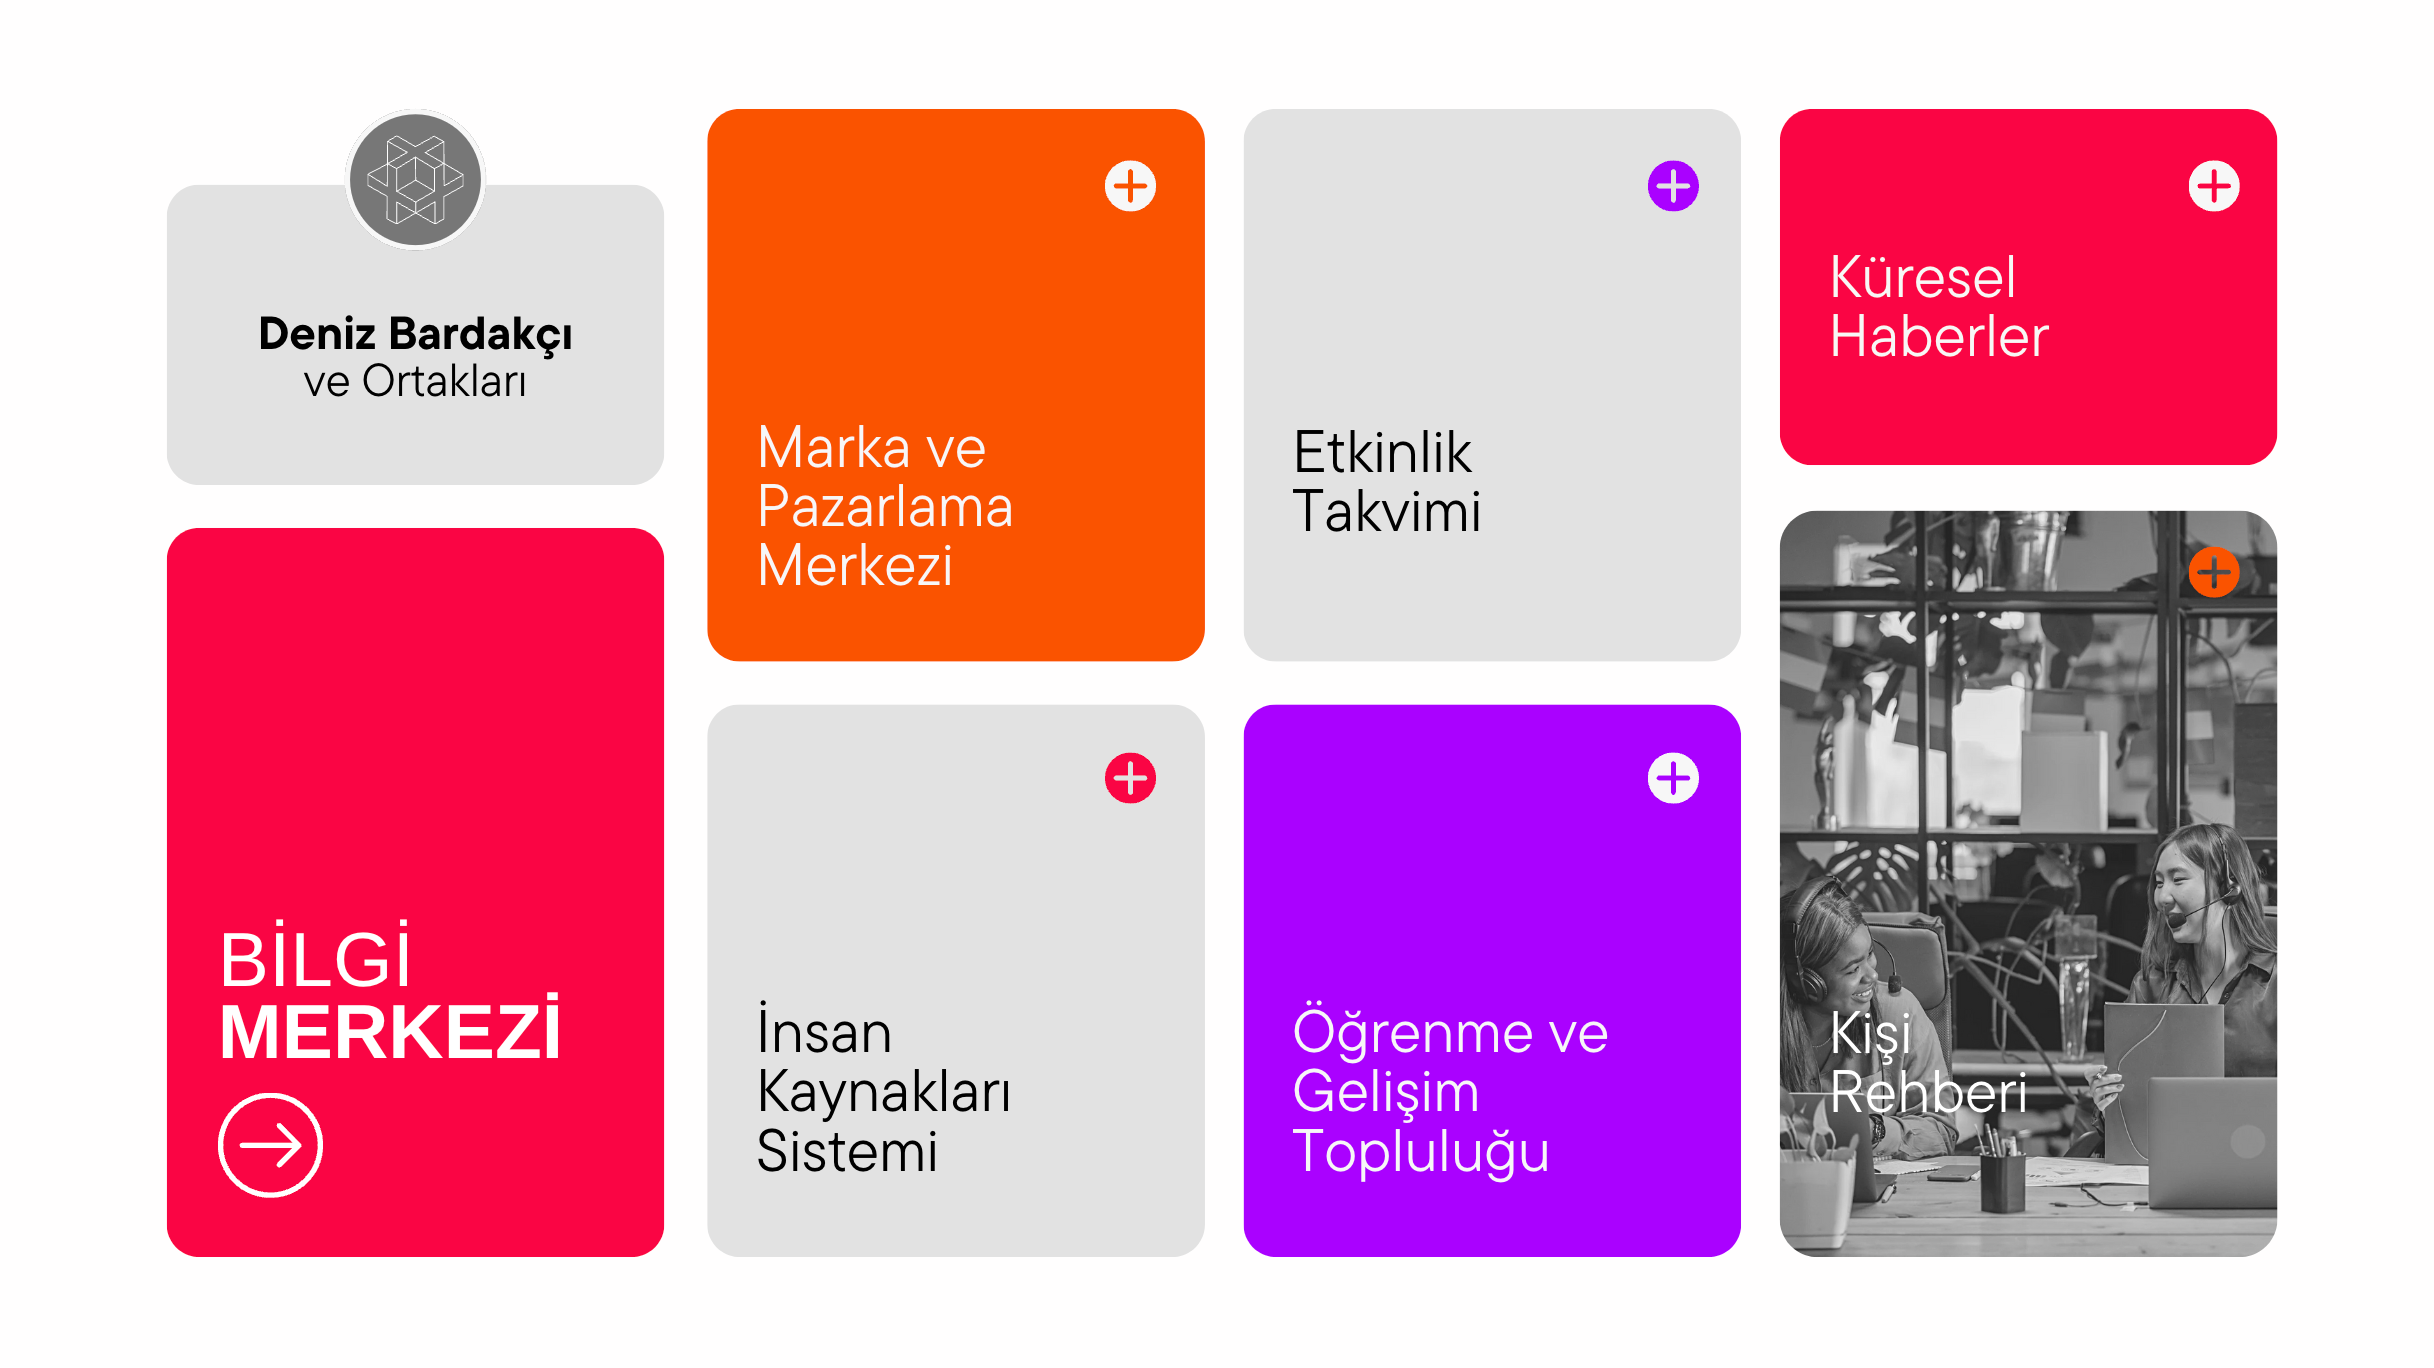 Deniz Bardakçı
ve Ortakları
BİLGİ
MERKEZİ
Marka ve
Pazarlama
Merkezi
İnsan
Kaynakları
Sistemi
Etkinlik
Takvimi
Öğrenme ve
Gelişim
Topluluğu
Küresel
Haberler
Kişi
Rehberi